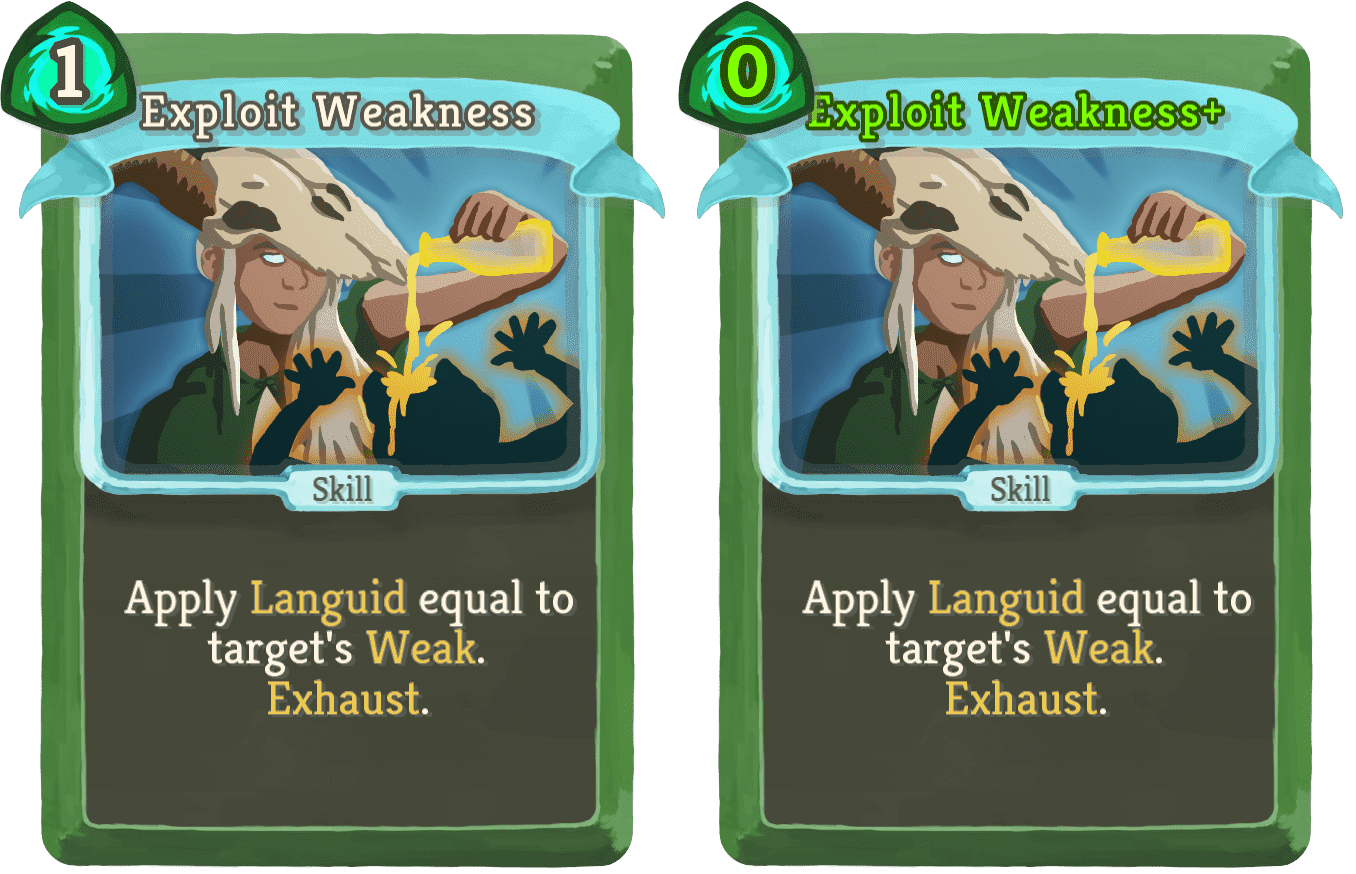 1
Exploit Weakness
Skill
Apply Languid equal to
target's Weak.
Exhaust.
0
Exploit Weakness+
Skill
Apply Languid equal to
target's Weak.
Exhaust.